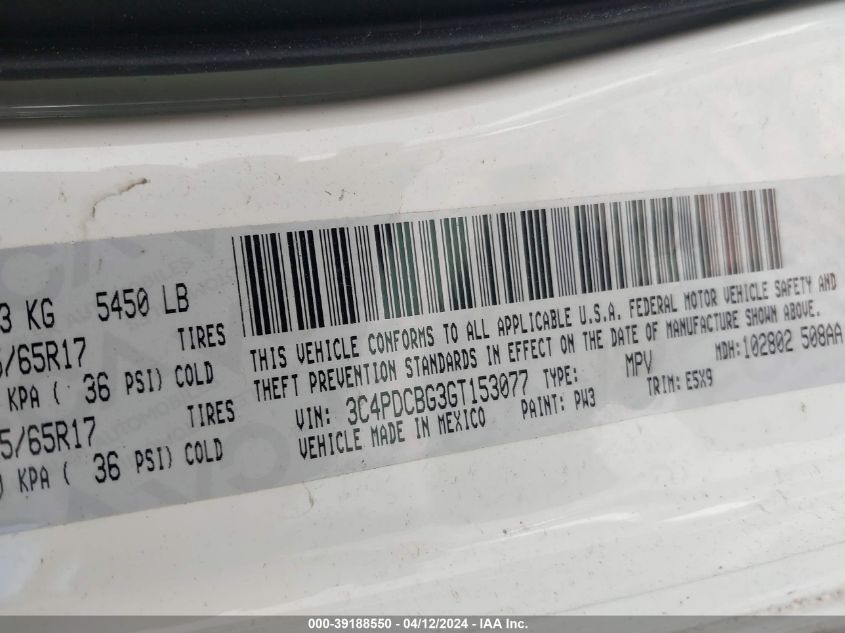 3 KG 5450 LB
5/65R17 TIRES
KPA ( 36 PSI) COLD
5/65R17 TIRES
) KPA ( 36 PSI) COLD
THIS VEHICLE CONFORMS TO ALL APPLICABLE U.S.A. FEDERAL MOTOR VEHICLE SAFETY AND
THEFT PREVENTION STANDARDS IN EFFECT ON THE DATE OF MANUFACTURE SHOWN ABOVE.
VIN: 3C4PDCBG3GT153077 TYPE: MPV MDH:102802 508AA
VEHICLE MADE IN MEXICO PAINT: PW3 TRIM: E5X9
000-39188550 - 04/12/2024 - IAA Inc.